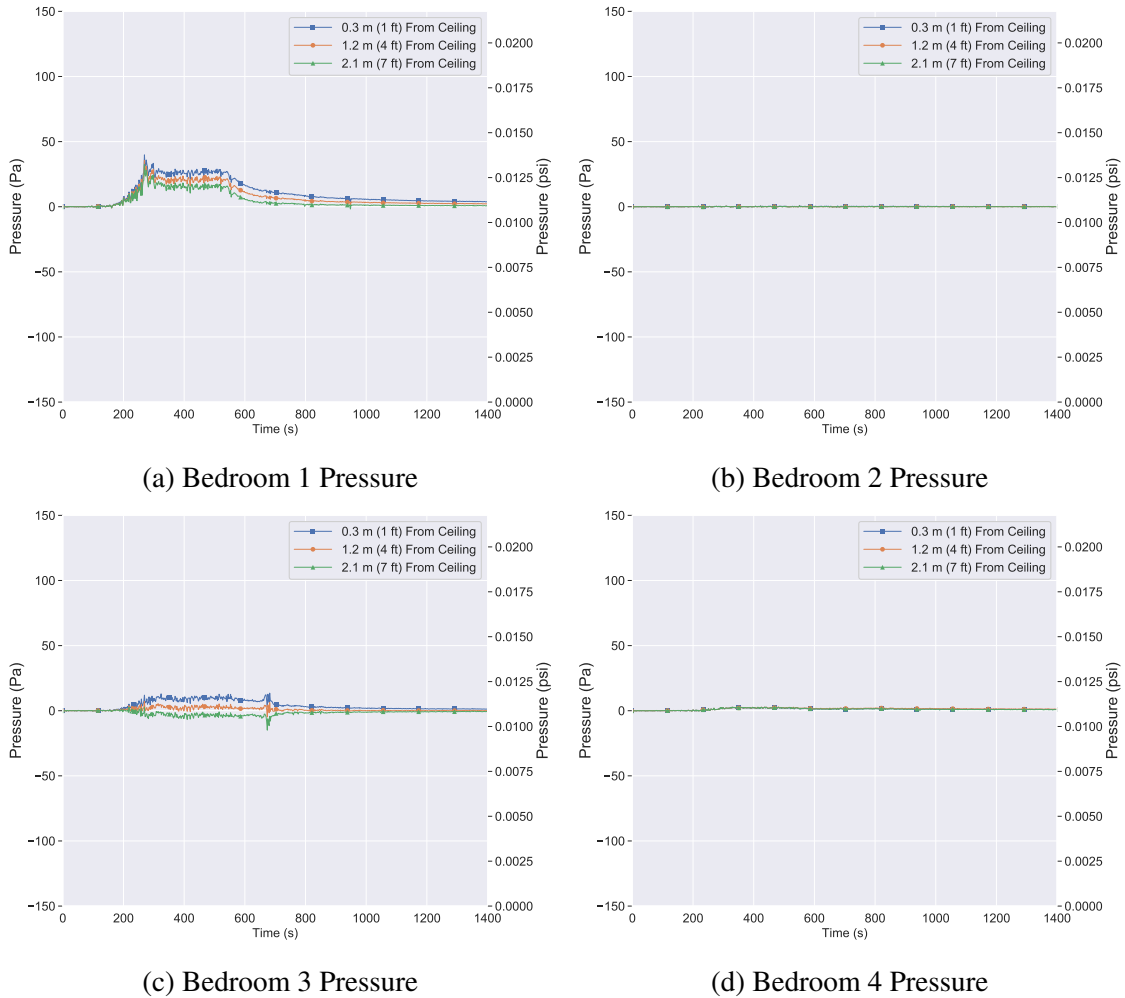 0.3 m (1 ft) From Ceiling
1.2 m (4 ft) From Ceiling
2.1 m (7 ft) From Ceiling
150
100
50
0
−50
−100
−150
Pressure (Pa)
0.0200
0.0175
0.0150
0.0125
0.0100
0.0075
0.0050
0.0025
0.0000
Pressure (psi)
0 200 400 600 800 1000 1200 1400
Time (s)
(a) Bedroom 1 Pressure
0.3 m (1 ft) From Ceiling
1.2 m (4 ft) From Ceiling
2.1 m (7 ft) From Ceiling
150
100
50
0
−50
−100
−150
Pressure (Pa)
0.0200
0.0175
0.0150
0.0125
0.0100
0.0075
0.0050
0.0025
0.0000
Pressure (psi)
0 200 400 600 800 1000 1200 1400
Time (s)
(b) Bedroom 2 Pressure
0.3 m (1 ft) From Ceiling
1.2 m (4 ft) From Ceiling
2.1 m (7 ft) From Ceiling
150
100
50
0
−50
−100
−150
Pressure (Pa)
0.0200
0.0175
0.0150
0.0125
0.0100
0.0075
0.0050
0.0025
0.0000
Pressure (psi)
0 200 400 600 800 1000 1200 1400
Time (s)
(c) Bedroom 3 Pressure
0.3 m (1 ft) From Ceiling
1.2 m (4 ft) From Ceiling
2.1 m (7 ft) From Ceiling
150
100
50
0
−50
−100
−150
Pressure (Pa)
0.0200
0.0175
0.0150
0.0125
0.0100
0.0075
0.0050
0.0025
0.0000
Pressure (psi)
0 200 400 600 800 1000 1200 1400
Time (s)
(d) Bedroom 4 Pressure